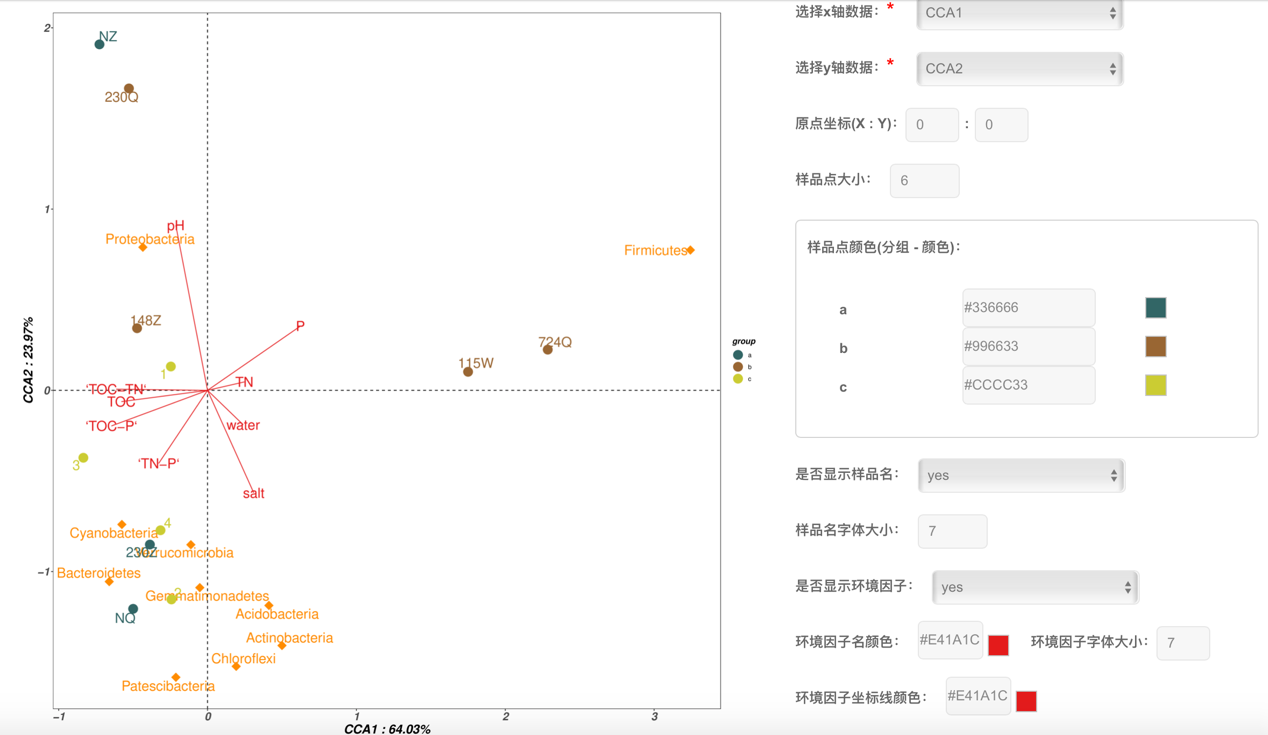 2
NZ
230Q
1
pH
Proteobacteria
Firmicutes
P
148Z
724Q
115W
1
TN
0
'TOC−TN'
TOC
'TOC−P'
water
3
'TN−P'
salt
4
Cyanobacteria
230Z
Verrucomicrobia
−1
Bacteroidetes
2
Gemmatimonadetes
NQ
Acidobacteria
Actinobacteria
Chloroflexi
Patescibacteria
−1 0 1 2 3
CCA1 : 64.03%
CCA2 : 23.97%
group
a
b
c
选择x轴数据: * CCA1
选择y轴数据: * CCA2
原点坐标(X : Y): 0 : 0
样品点大小: 6
样品点颜色(分组 - 颜色):
a #336666
b #996633
c #CCCC33
是否显示样品名: yes
样品名字体大小: 7
是否显示环境因子: yes
环境因子名颜色: #E41A1C 环境因子字体大小: 7
环境因子坐标线颜色: #E41A1C